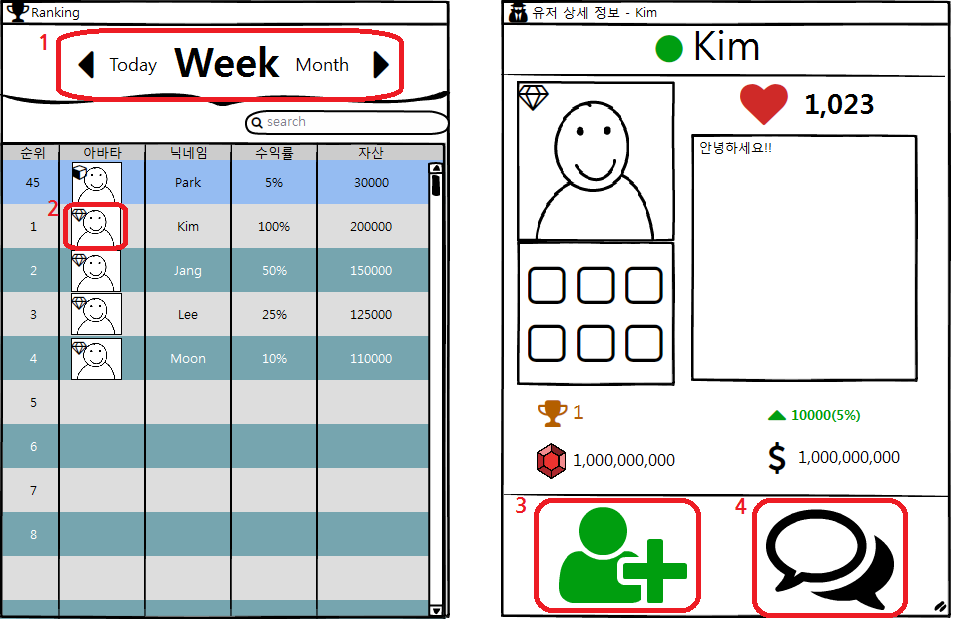 Ranking
1
Today Week Month
search
순위 아바타 닉네임 수익률 자산
45 Park 5% 30000
2
1 Kim 100% 200000
2 Jang 50% 150000
3 Lee 25% 125000
4 Moon 10% 110000
5
6
7
8
유저 상세 정보 - Kim
Kim
1,023
안녕하세요!!
1
10000(5%)
1,000,000,000
$ 1,000,000,000
3
4